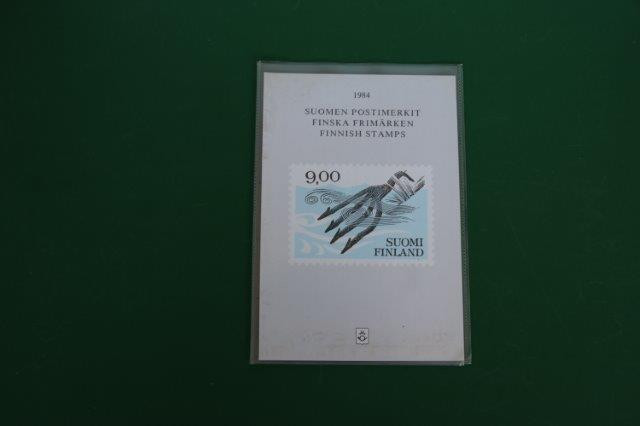 1984
SUOMEN POSTIMERKIT
FINSKA FRIMÄRKEN
FINNISH STAMPS
9,00
SUOMI
FINLAND